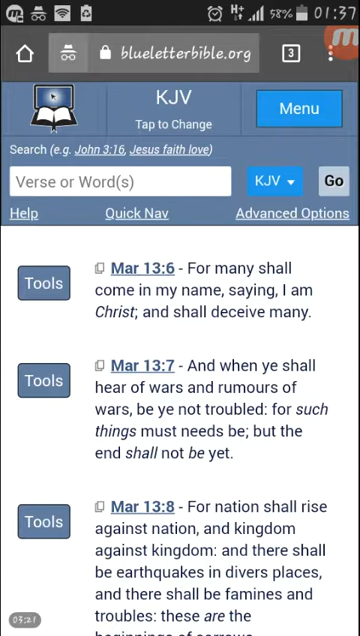 58% 01:37
blueletterbible.org 3
KJV
Tap to Change
Menu
Search (e.g. John 3:16, Jesus faith love)
Verse or Word(s) KJV Go
Help Quick Nav Advanced Options
Tools
Mar 13:6 - For many shall
come in my name, saying, I am
Christ; and shall deceive many.
Tools
Mar 13:7 - And when ye shall
hear of wars and rumours of
wars, be ye not troubled: for such
things must needs be; but the
end shall not be yet.
Tools
Mar 13:8 - For nation shall rise
against nation, and kingdom
against kingdom: and there shall
be earthquakes in divers places,
and there shall be famines and
troubles: these are the
beginnings of sorrows
03:21